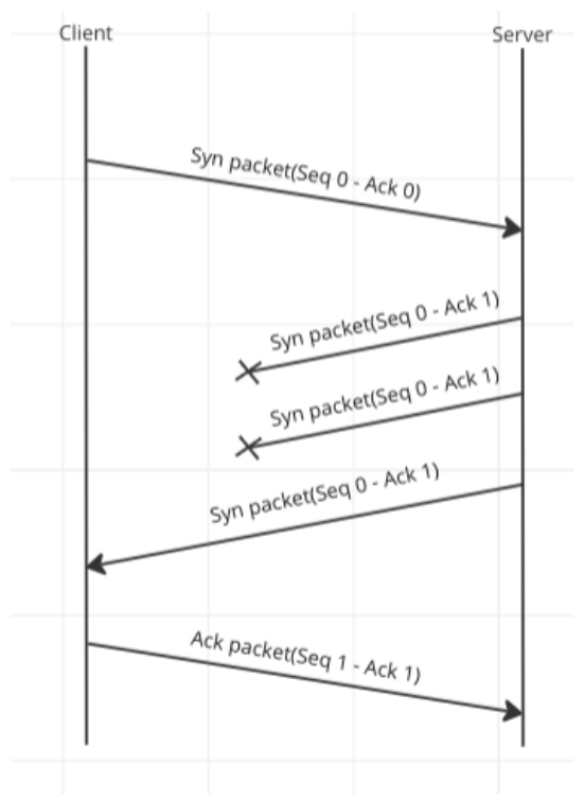 Client
Server
Syn packet(Seq 0 - Ack 0)
Syn packet(Seq 0 - Ack 1)
Syn packet(Seq 0 - Ack 1)
Syn packet(Seq 0 - Ack 1)
Ack packet(Seq 1 - Ack 1)